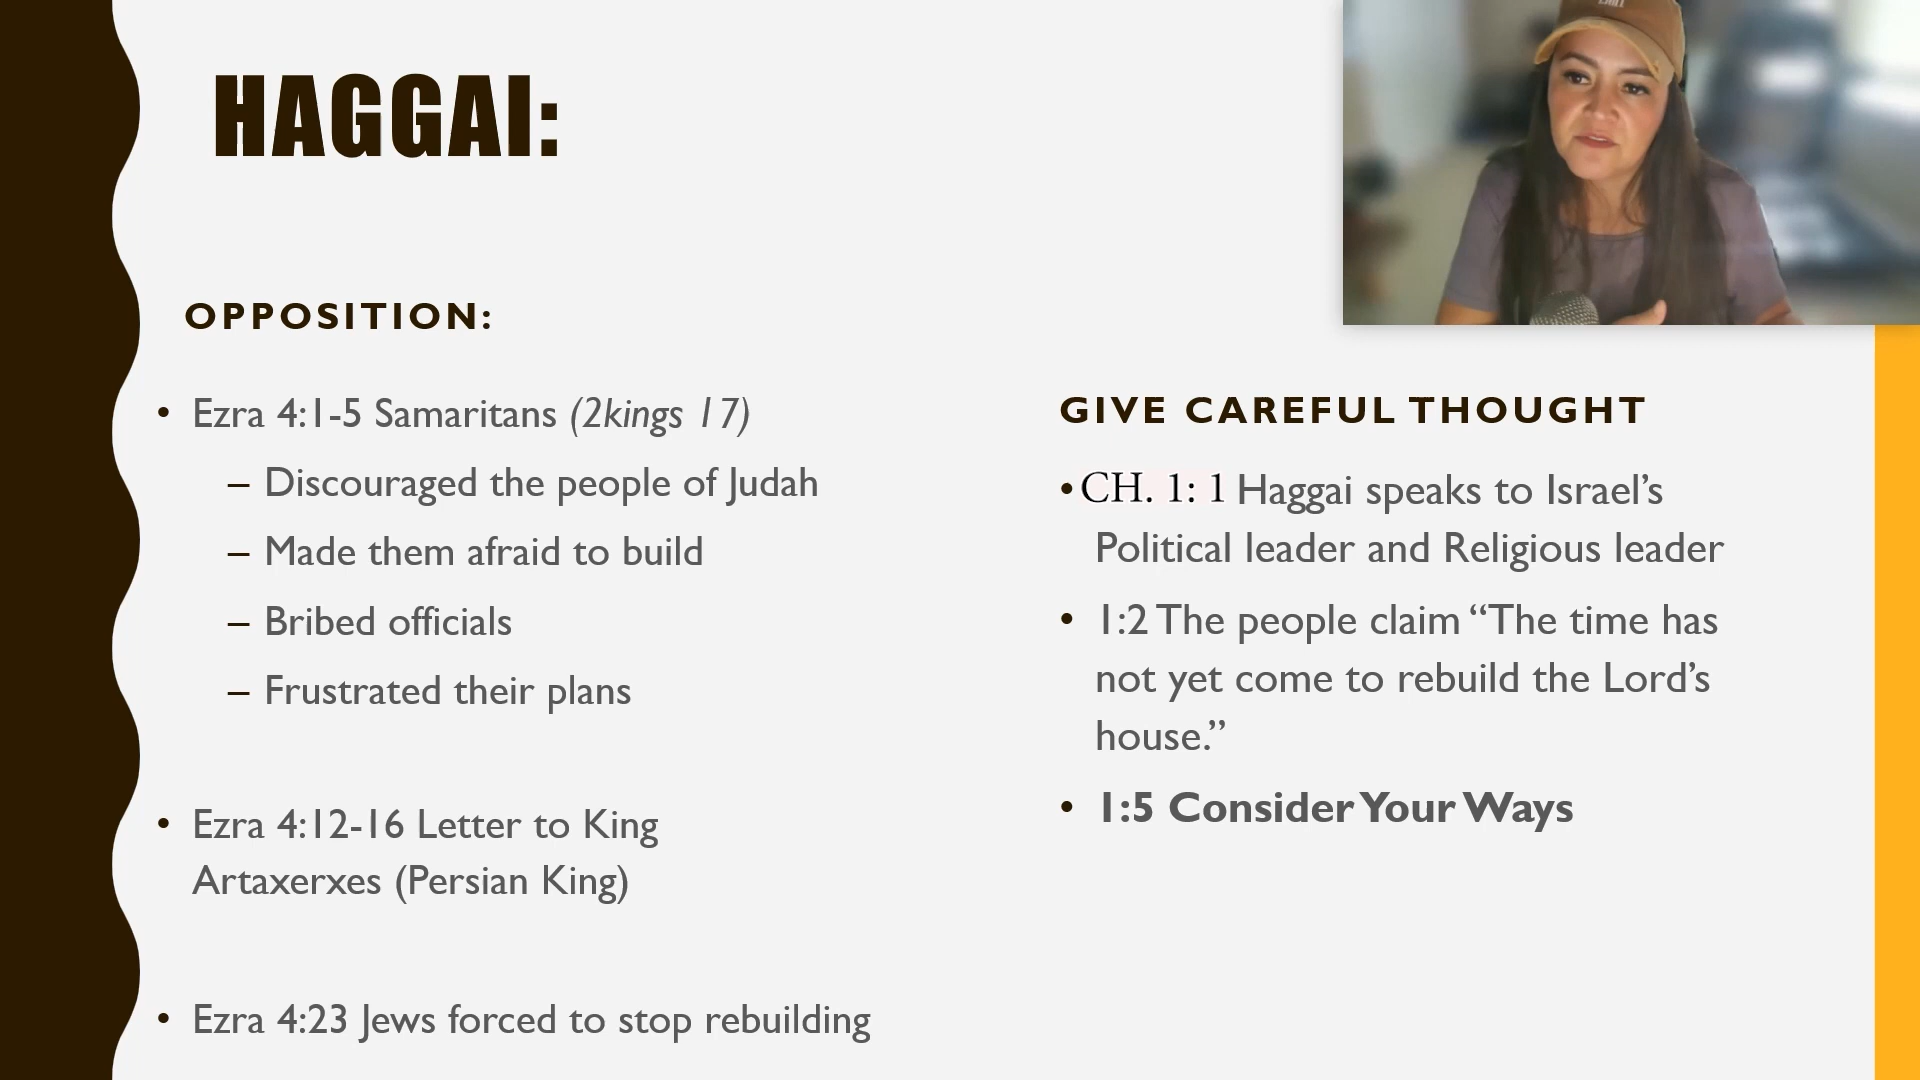 HAGGAI:
OPPOSITION:
• Ezra 4:1-5 Samaritans (2kings 17)
– Discouraged the people of Judah
– Made them afraid to build
– Bribed officials
– Frustrated their plans
• Ezra 4:12-16 Letter to King
Artaxerxes (Persian King)
• Ezra 4:23 Jews forced to stop rebuilding
GIVE CAREFUL THOUGHT
• CH. 1: 1 Haggai speaks to Israel’s
Political leader and Religious leader
• 1:2 The people claim “The time has
not yet come to rebuild the Lord’s
house.”
• 1:5 Consider Your Ways